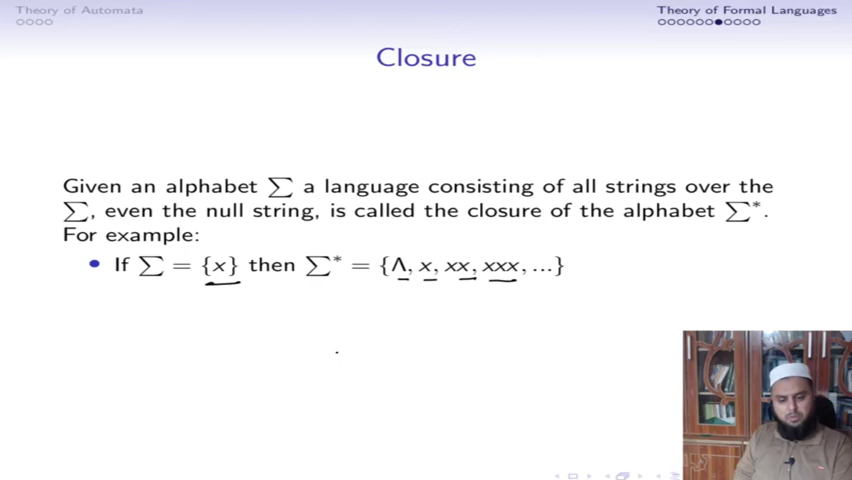 Theory of Automata
Theory of Formal Languages
Closure
Given an alphabet ∑ a language consisting of all strings over the
∑, even the null string, is called the closure of the alphabet ∑*.
For example:
• If ∑ = {x} then ∑* = {Λ, x, xx, xxx, ...}